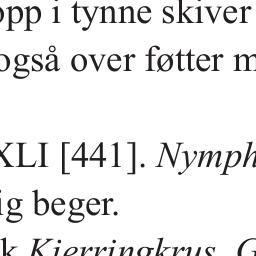 opp i tynne skiver
også over føtter m
XLI [441]. Nymph
ig beger.
k Kjerringkrus, G